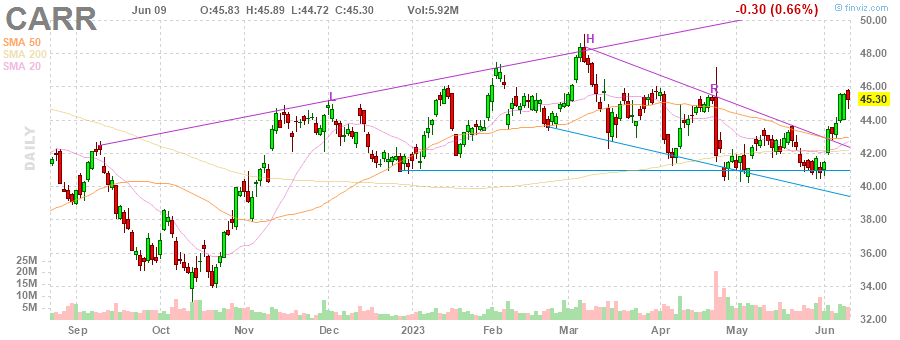 CARR Jun 09 O:45.83 H:45.89 L:44.72 C:45.30 Vol:5.92M -0.30 (0.66%)
© finviz.com
SMA 50
SMA 200
SMA 20
DAILY
50.00
48.00
46.00
45.30
44.00
42.00
40.00
38.00
36.00
34.00
32.00
H
L
R
25M
20M
15M
10M
5M
Sep Oct Nov Dec 2023 Feb Mar Apr May Jun